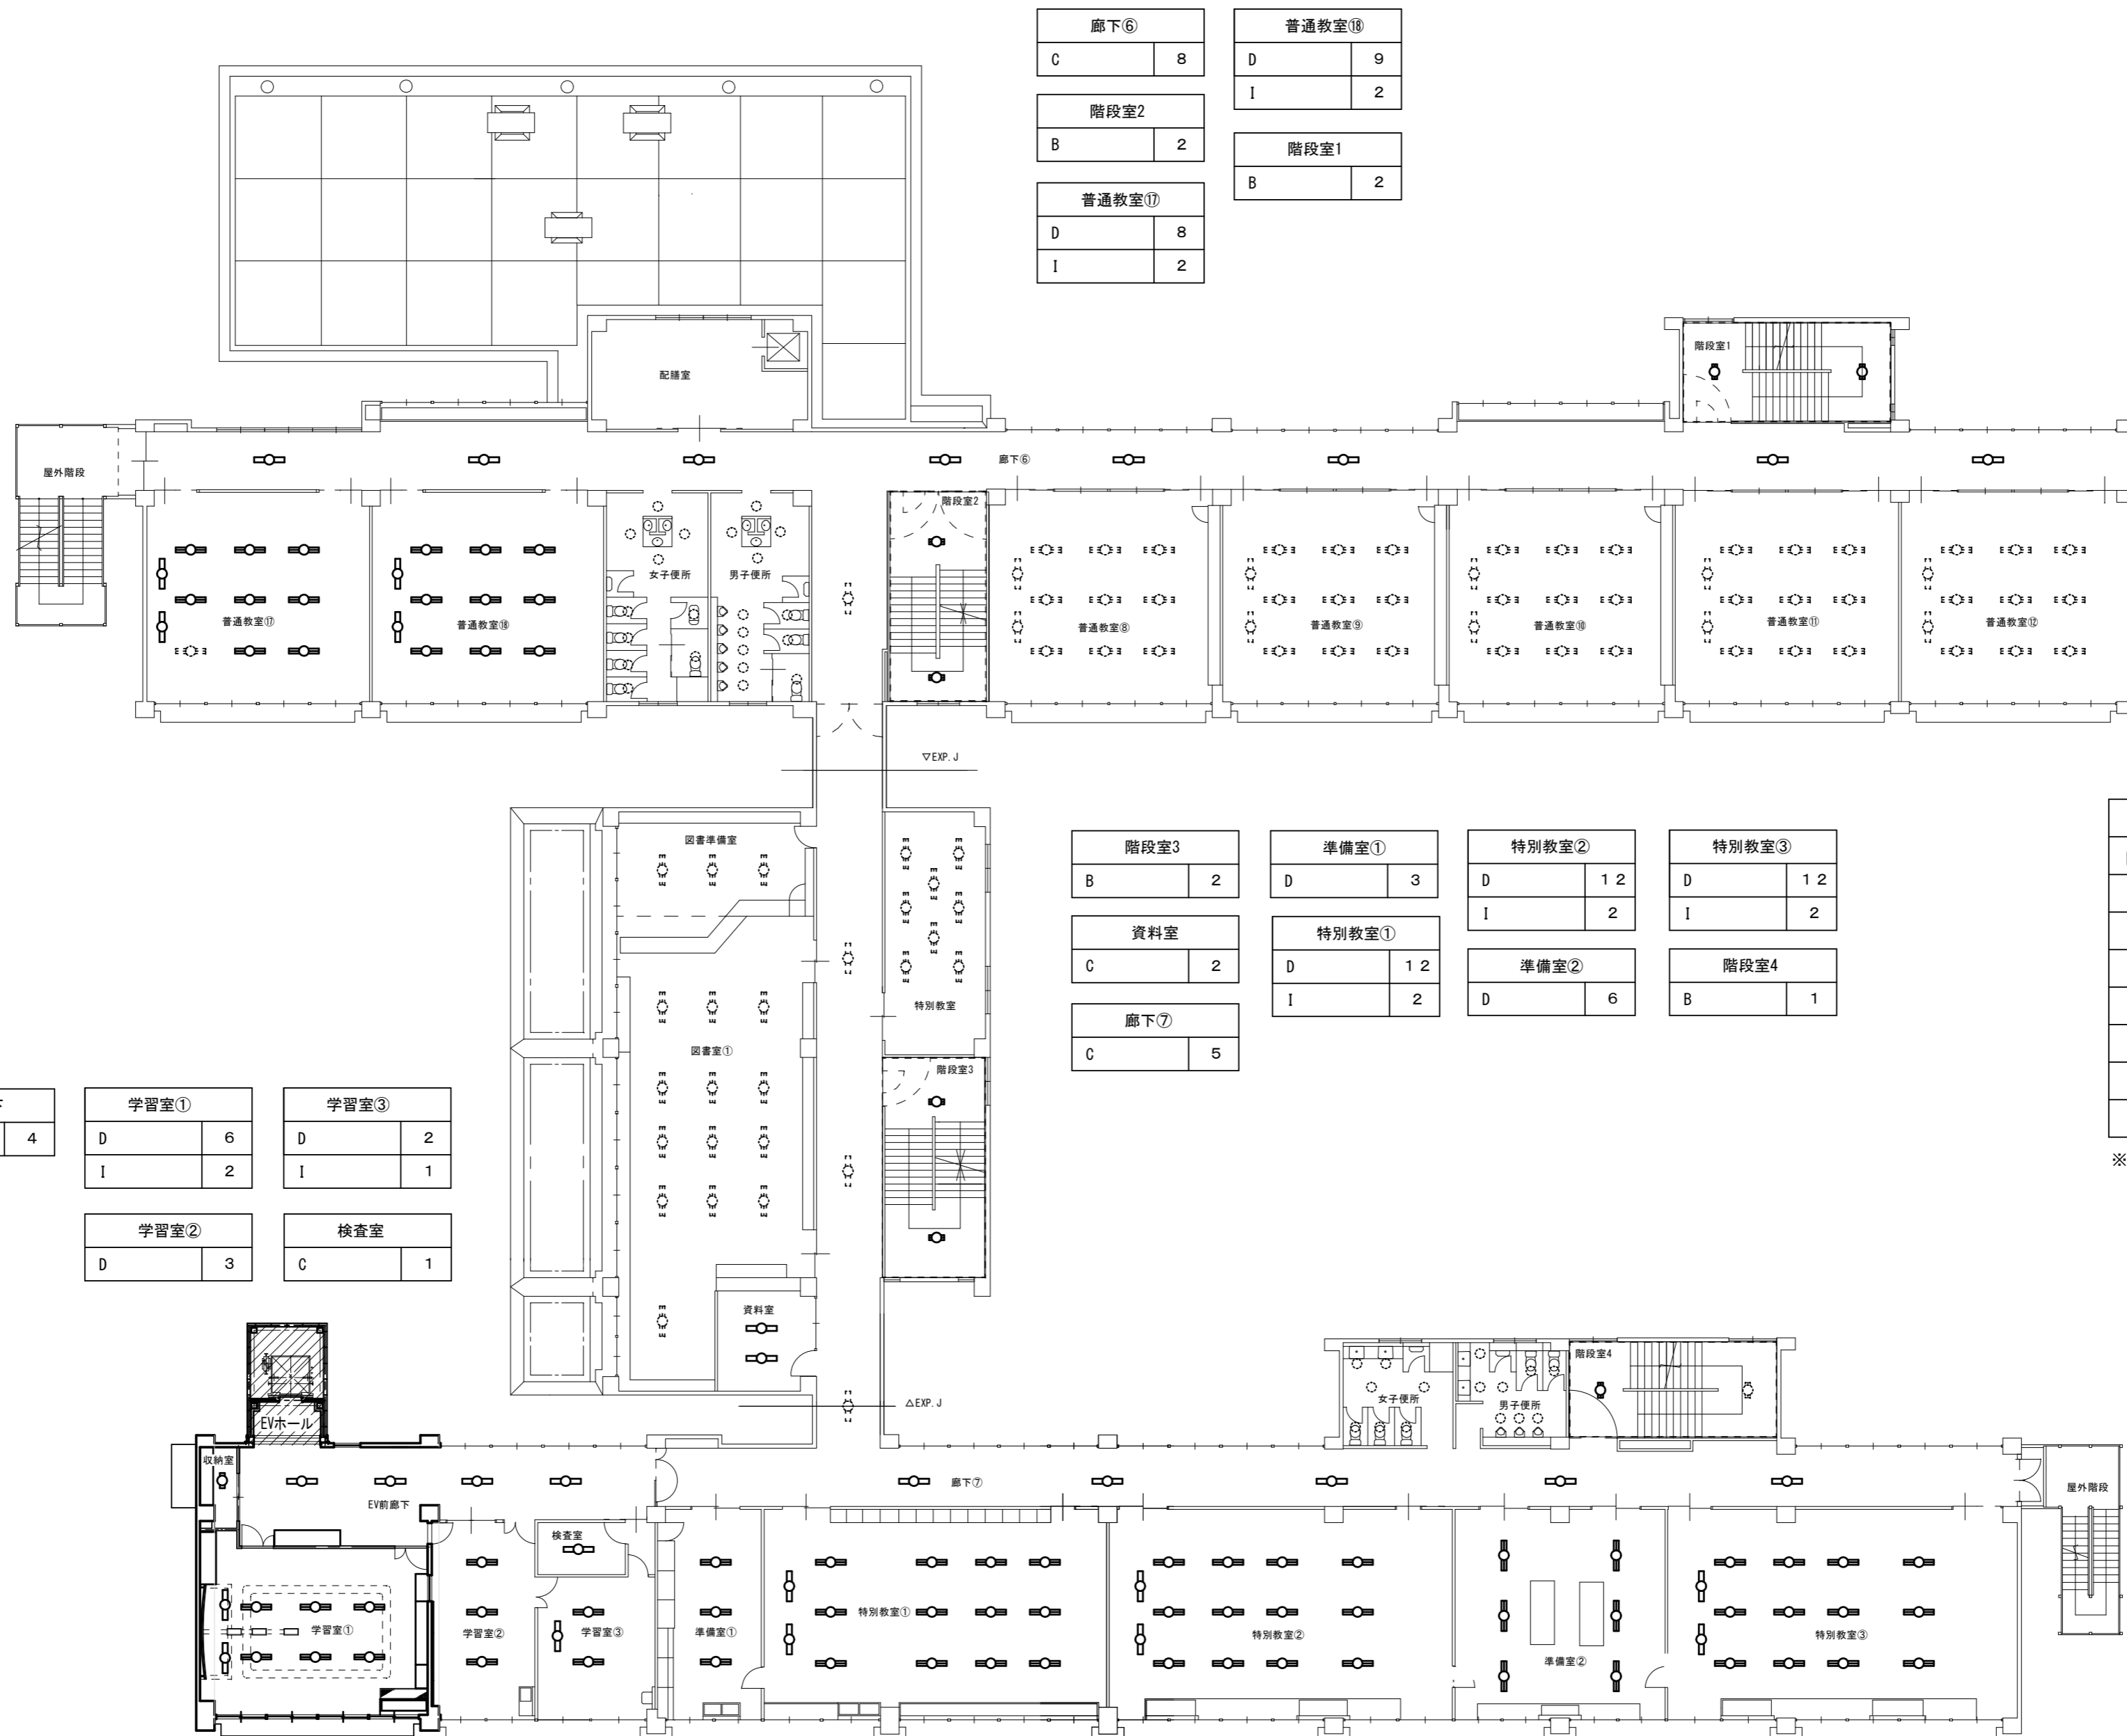 廊下⑥
C 8
普通教室⑱
D 9
I 2
階段室2
B 2
階段室1
B 2
普通教室⑰
D 8
I 2
階段室1
配膳室
屋外階段
廊下⑥
階段室2
女子便所
男子便所
普通教室⑰
普通教室⑱
普通教室⑧
普通教室⑨
普通教室⑩
普通教室⑪
普通教室⑫
▽EXP.J
図書準備室
特別教室
図書室①
階段室3
資料室
△EXP.J
階段室3
B 2
準備室①
D 3
特別教室②
D 12
I 2
特別教室③
D 12
I 2
資料室
C 2
特別教室①
D 12
I 2
準備室②
D 6
階段室4
B 1
廊下⑦
C 5
※
4
学習室①
D 6
I 2
学習室③
D 2
I 1
学習室②
D 3
検査室
C 1
EVホール
収納室
EV前廊下
廊下⑦
女子便所
男子便所
階段室4
屋外階段
検査室
学習室①
学習室②
学習室③
準備室①
特別教室①
特別教室②
準備室②
特別教室③